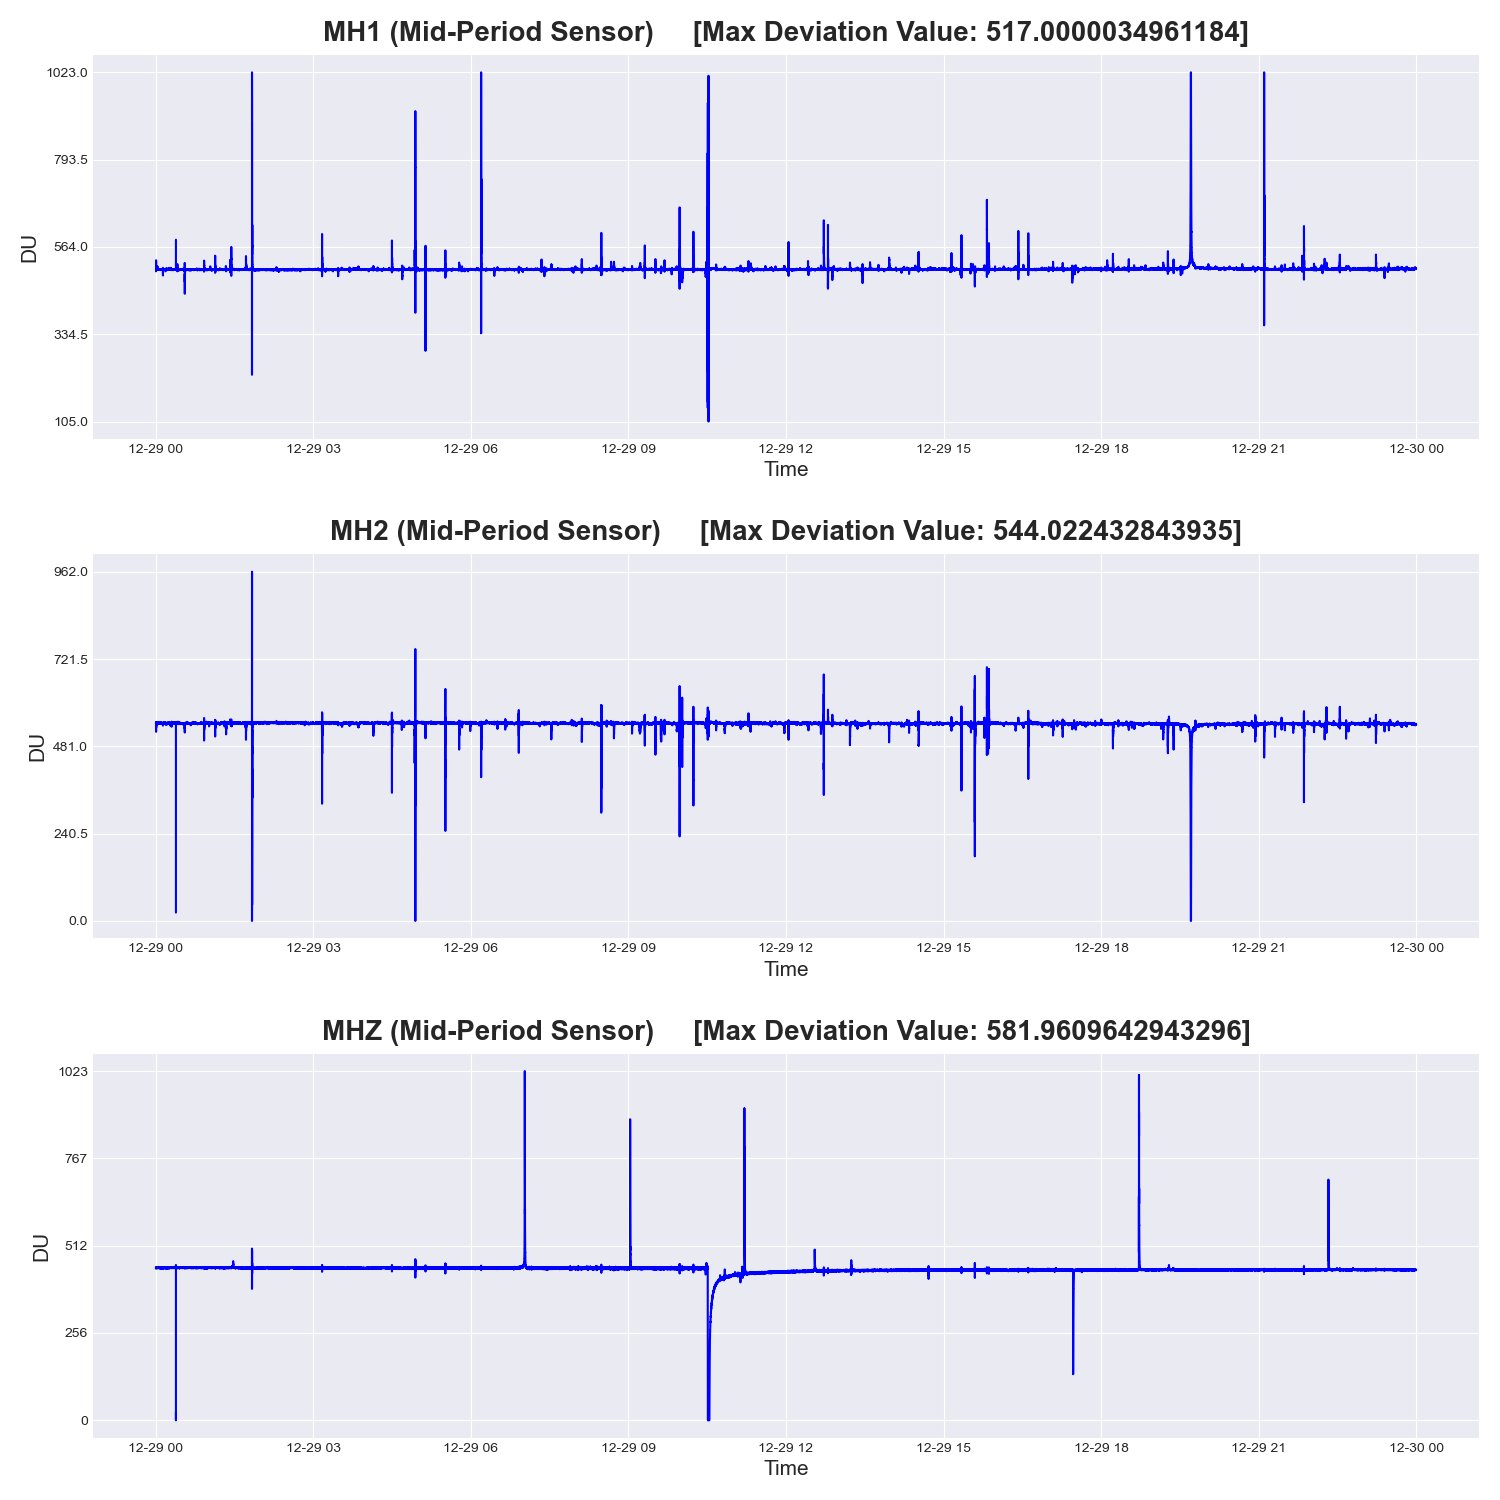 MH1 (Mid-Period Sensor) [Max Deviation Value: 517.0000034961184]
1023.0
793.5
564.0
334.5
105.0
DU
12-29 00 12-29 03 12-29 06 12-29 09 12-29 12 12-29 15 12-29 18 12-29 21 12-30 00
Time
MH2 (Mid-Period Sensor) [Max Deviation Value: 544.022432843935]
962.0
721.5
481.0
240.5
0.0
DU
12-29 00 12-29 03 12-29 06 12-29 09 12-29 12 12-29 15 12-29 18 12-29 21 12-30 00
Time
MHZ (Mid-Period Sensor) [Max Deviation Value: 581.9609642943296]
1023
767
512
256
0
DU
12-29 00 12-29 03 12-29 06 12-29 09 12-29 12 12-29 15 12-29 18 12-29 21 12-30 00
Time